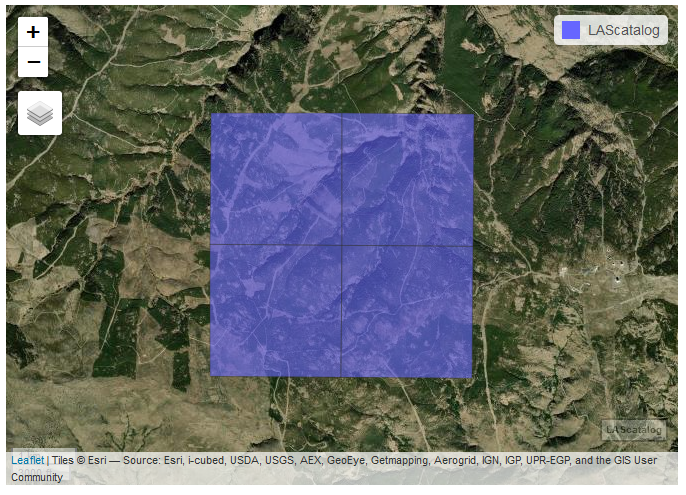 +
−
LAScatalog
LAScatalog
Leaflet | Tiles © Esri — Source: Esri, i-cubed, USDA, USGS, AEX, GeoEye, Getmapping, Aerogrid, IGN, IGP, UPR-EGP, and the GIS User
Community